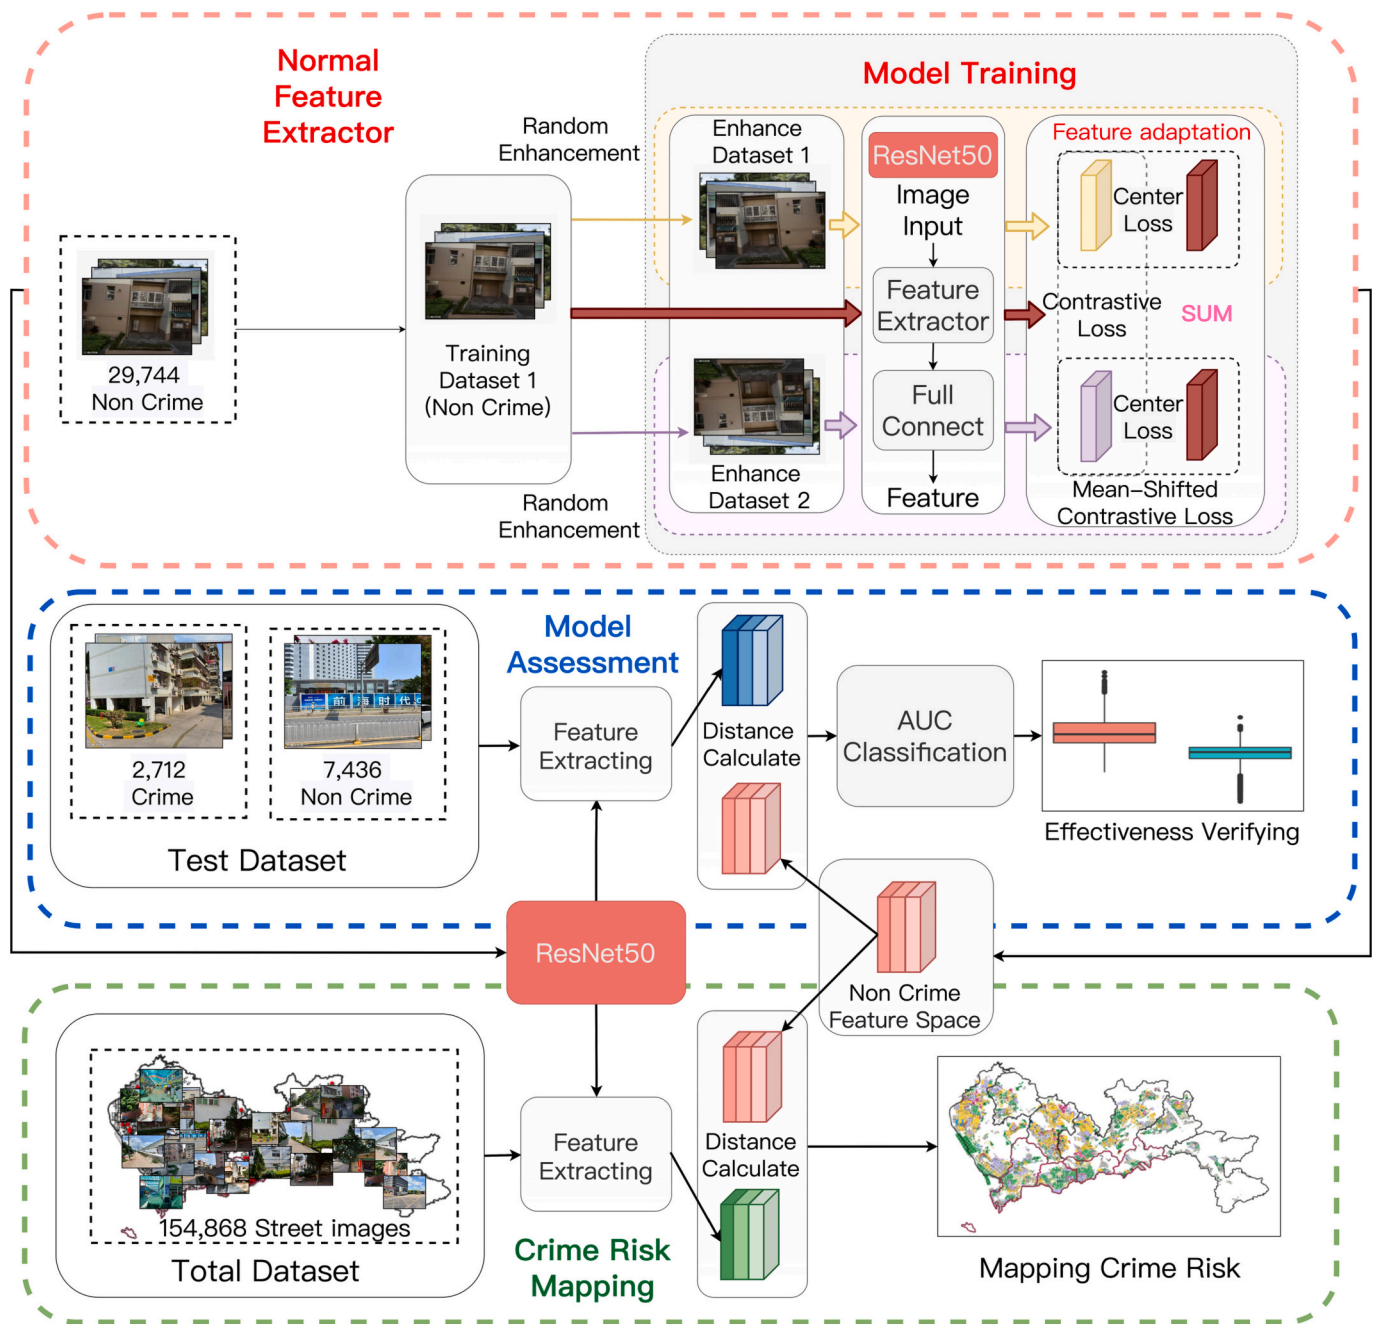 Normal
Feature
Extractor
Model Training
Random
Enhancement
Enhance
Dataset 1
ResNet50
Image
Input
Feature adaptation
Center
Loss
29,744
Non Crime
Training
Dataset 1
(Non Crime)
Feature
Extractor
Contrastive
Loss
SUM
Full
Connect
Center
Loss
Random
Enhancement
Enhance
Dataset 2
Feature
Mean-Shifted
Contrastive Loss
Model
Assessment
前海时代
2,712
Crime
7,436
Non Crime
Test Dataset
Feature
Extracting
Distance
Calculate
AUC
Classification
Effectiveness Verifying
ResNet50
Non Crime
Feature Space
154,868 Street images
Total Dataset
Feature
Extracting
Crime Risk
Mapping
Distance
Calculate
Mapping Crime Risk